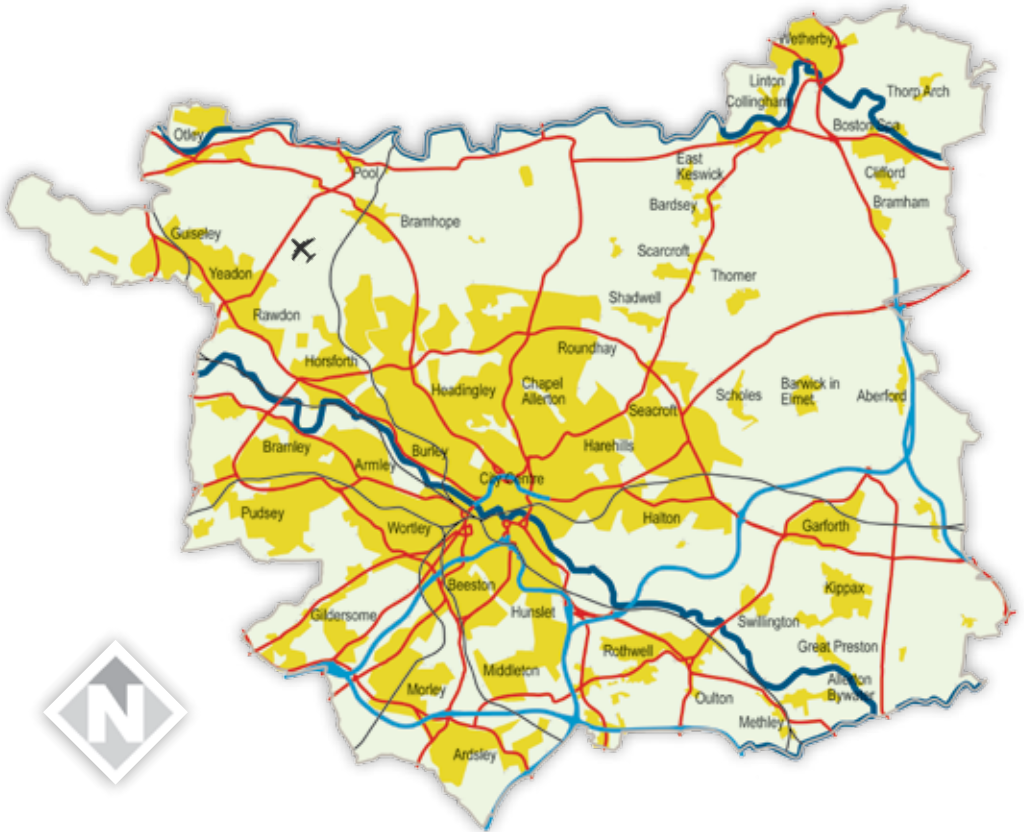 Wetherby
Linton
Thorp Arch
Collingham
Boston Spa
Otley
East
Keswick
Pool
Clifford
Bardsey
Bramham
Bramhope
Guiseley
Scarcroft
Yeadon
Thorner
Shadwell
Rawdon
Roundhay
Horsforth
Headingley
Chapel
Allerton
Scholes
Barwick in
Elmet
Aberford
Seacroft
Bramley
Burley
Harehills
Armley
City Centre
Pudsey
Wortley
Halton
Garforth
Beeston
Kippax
Gildersome
Hunslet
Swillington
Rothwell
Great Preston
Middleton
Allerton
Bywater
Morley
Oulton
Methley
Ardsley
N